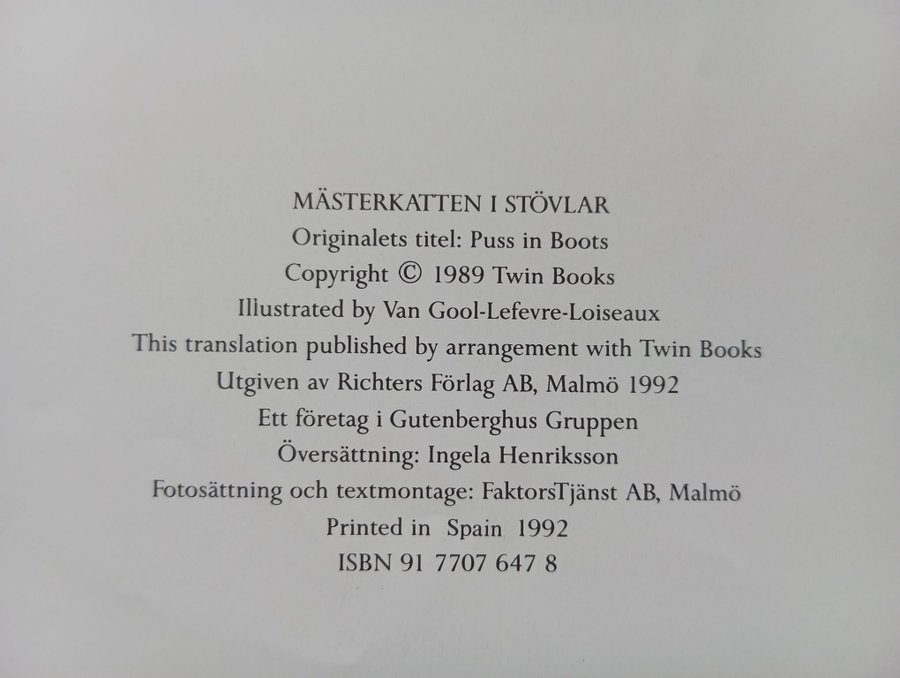 MÄSTERKATTEN I STÖVLAR
Originalets titel: Puss in Boots
Copyright © 1989 Twin Books
Illustrated by Van Gool-Lefevre-Loiseaux
This translation published by arrangement with Twin Books
Utgiven av Richters Förlag AB, Malmö 1992
Ett företag i Gutenberghus Gruppen
Översättning: Ingela Henriksson
Fotosättning och textmontage: FaktorsTjänst AB, Malmö
Printed in Spain 1992
ISBN 91 7707 647 8